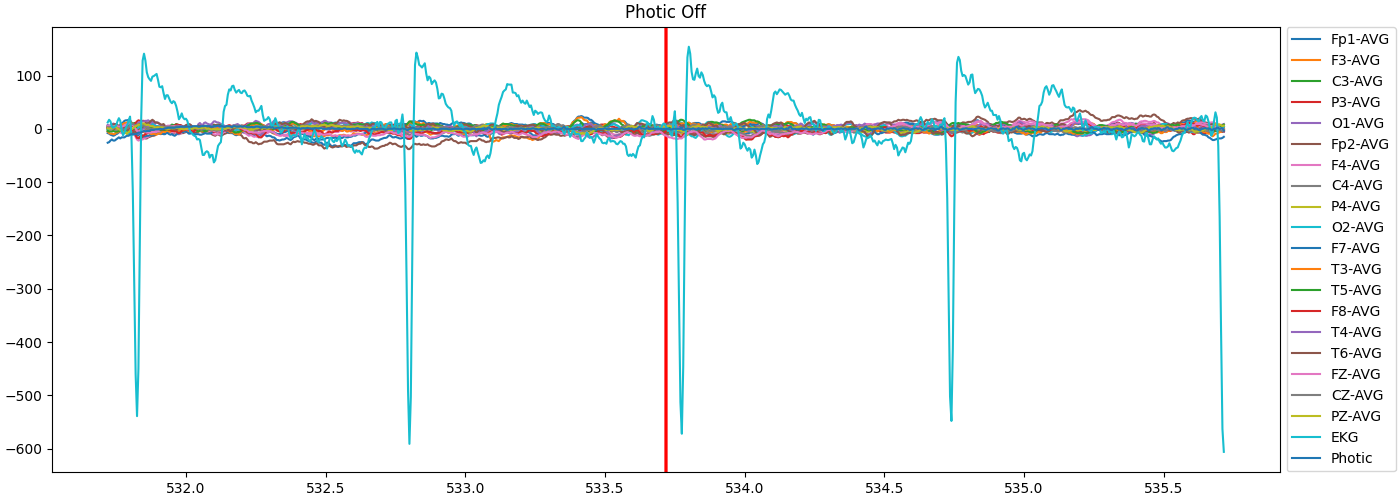 Photic Off
100
0
−100
−200
−300
−400
−500
−600
532.0 532.5 533.0 533.5 534.0 534.5 535.0 535.5
Fp1-AVG
F3-AVG
C3-AVG
P3-AVG
O1-AVG
Fp2-AVG
F4-AVG
C4-AVG
P4-AVG
O2-AVG
F7-AVG
T3-AVG
T5-AVG
F8-AVG
T4-AVG
T6-AVG
FZ-AVG
CZ-AVG
PZ-AVG
EKG
Photic